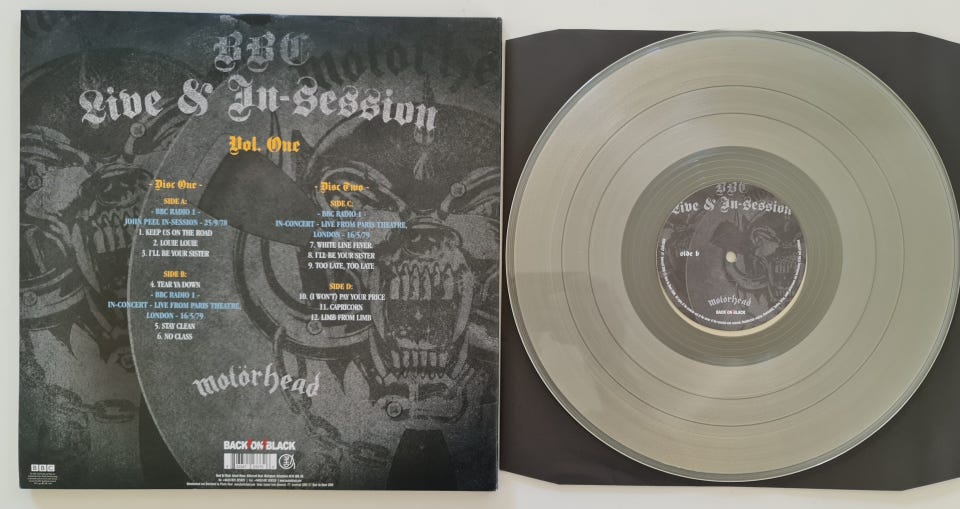 BBC
motörhe
Live & In-Session
Vol. One
- Disc One -
SIDE A:
- BBC RADIO 1 -
JOHN PEEL IN-SESSION - 25/9/78
1. KEEP US ON THE ROAD
2. LOUIE LOUIE
3. I'LL BE YOUR SISTER
SIDE B:
4. TEAR YA DOWN
- BBC RADIO 1 -
IN-CONCERT - LIVE FROM PARIS THEATRE,
LONDON - 16/5/79
5. STAY CLEAN
6. NO CLASS
- Disc Two -
SIDE C:
- BBC RADIO 1 -
IN-CONCERT - LIVE FROM PARIS THEATRE,
LONDON - 16/5/79
7. WHITE LINE FEVER
8. I'LL BE YOUR SISTER
9. TOO LATE, TOO LATE
SIDE D:
10. (I WON'T) PAY YOUR PRICE
11. CAPRICORN
12. LIMB FROM LIMB
motörhead
BACK ON BLACK
BBC
BBC
Live & In-Session
side b
motörhead
BACK ON BLACK